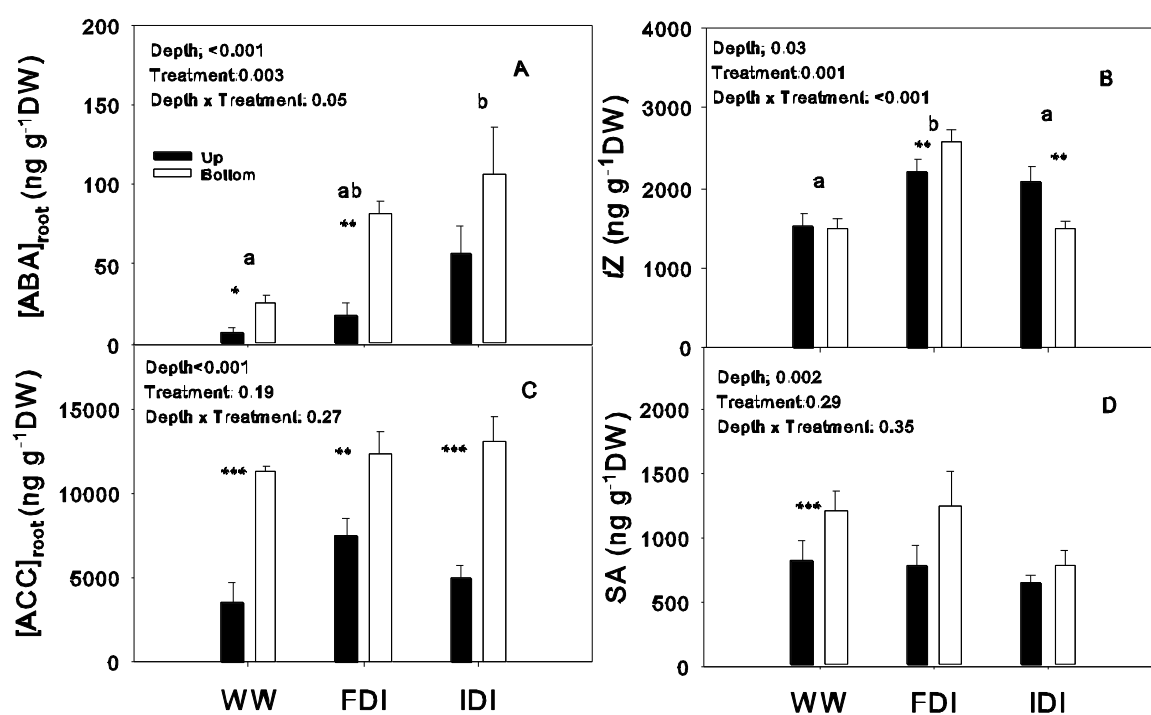 [ABA]root (ng g-1DW)
200
150
100
50
0
Depth; <0.001
Treatment:0.003
Depth x Treatment: 0.05
A
Up
Bottom
a
*
ab
**
b
tZ (ng g-1DW)
4000
3000
2000
1000
0
Depth; 0.03
Treatment:0.001
Depth x Treatment: <0.001
B
a
b
**
a
**
[ACC]root (ng g-1DW)
15000
10000
5000
0
Depth<0.001
Treatment: 0.19
Depth x Treatment: 0.27
C
***
**
***
WW FDI IDI
SA (ng g-1DW)
2000
1500
1000
500
0
Depth; 0.002
Treatment:0.29
Depth x Treatment: 0.35
D
***
WW FDI IDI